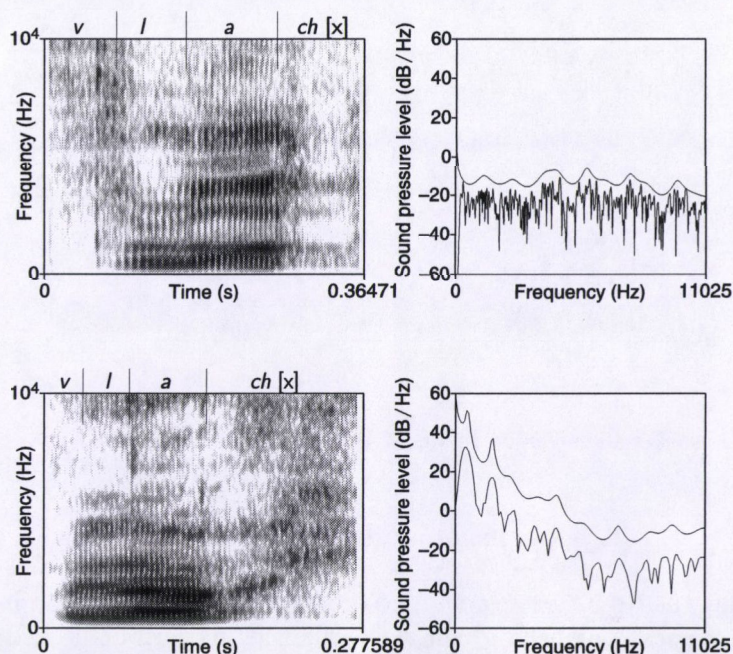 v l a ch [x]
10⁴
Frequency (Hz)
0
0 Time (s) 0.36471
60
40
20
0
−20
−40
−60
Sound pressure level (dB / Hz)
0 Frequency (Hz) 11025
v l a ch [x]
10⁴
Frequency (Hz)
0
0 Time (s) 0.277589
60
40
20
0
−20
−40
−60
Sound pressure level (dB / Hz)
0 Frequency (Hz) 11025